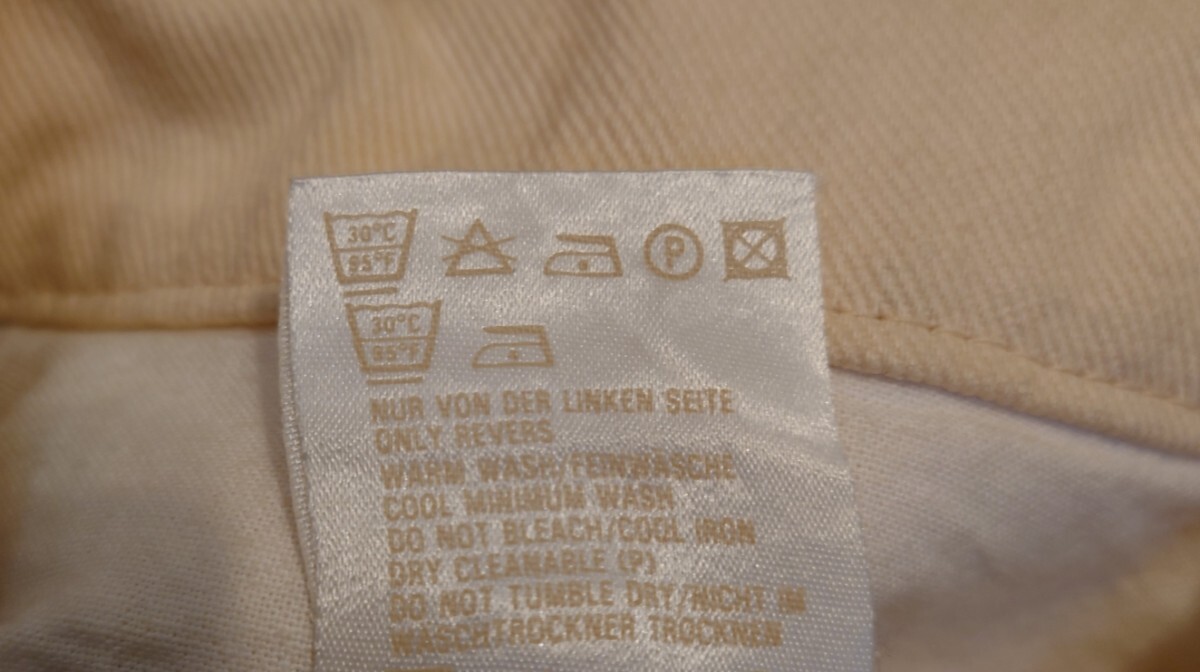 30°C
85°F
P
30°C
85°F
NUR VON DER LINKEN SEITE
ONLY REVERS
WARM WASH/FEINWÄSCHE
COOL MINIMUM WASH
DO NOT BLEACH/COOL IRON
DRY CLEANABLE (P)
DO NOT TUMBLE DRY/NICHT IM
WASCHTROCKNER TROCKNEN